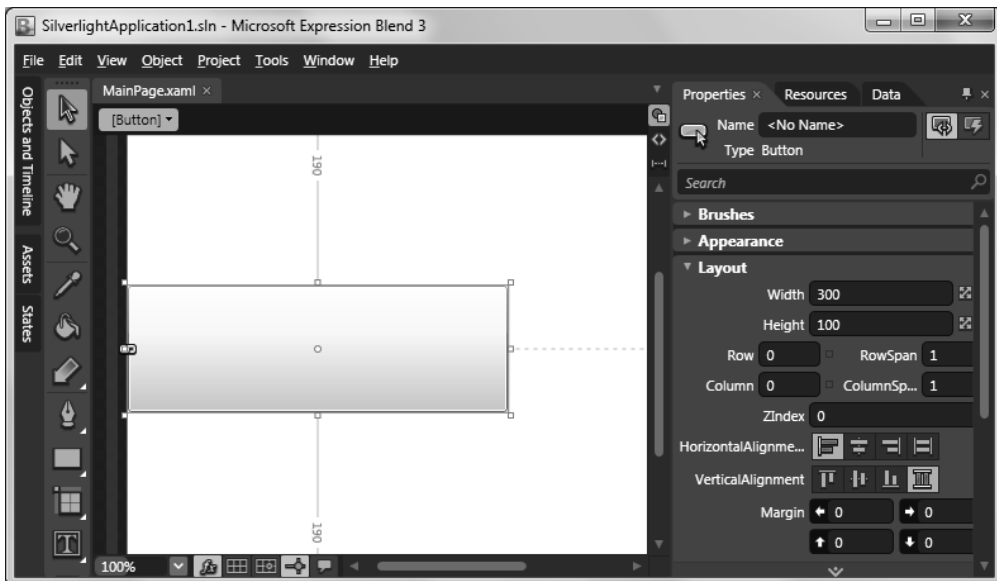 SilverlightApplication1.sln - Microsoft Expression Blend 3
File Edit View Object Project Tools Window Help
Objects and Timeline
Assets
States
MainPage.xaml ×
[Button]
190
190
100%
Properties × Resources Data
Name <No Name>
Type Button
Search
Brushes
Appearance
Layout
Width 300
Height 100
Row 0 RowSpan 1
Column 0 ColumnSp... 1
ZIndex 0
HorizontalAlignme...
VerticalAlignment
Margin 0 0
0 0